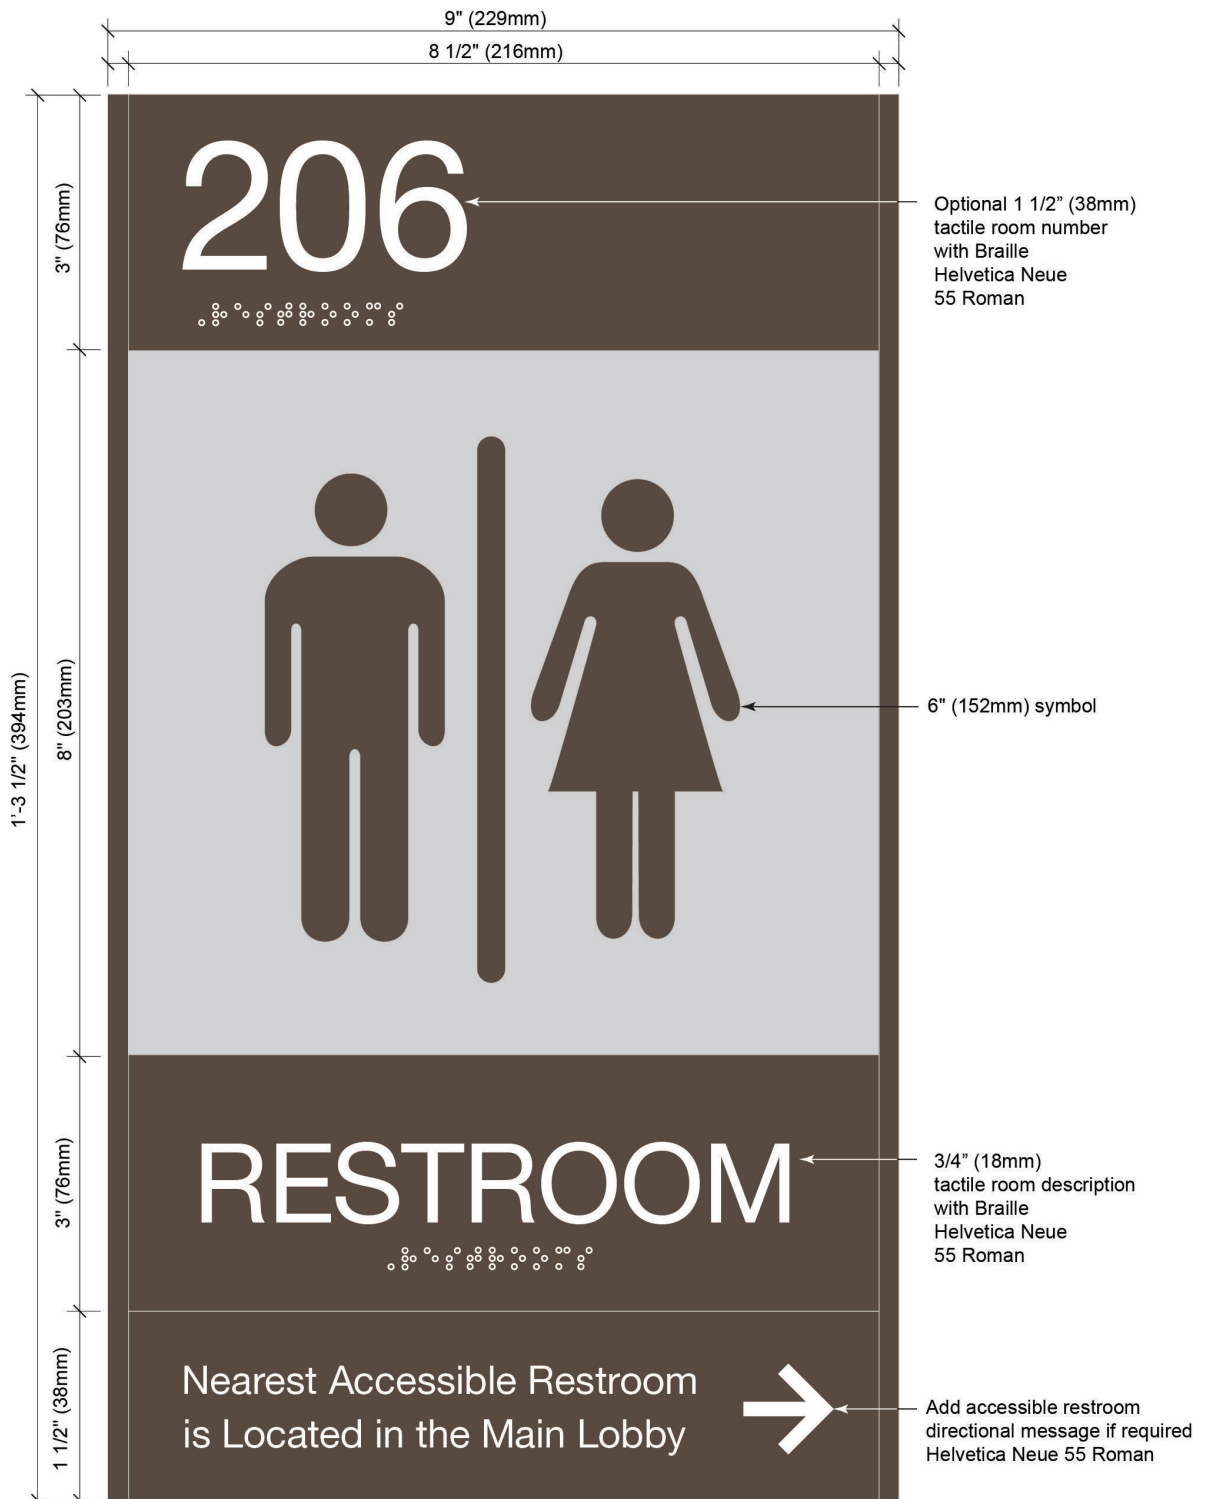 9" (229mm)
8 1/2" (216mm)
206
Optional 1 1/2” (38mm)
tactile room number
with Braille
Helvetica Neue
55 Roman
3" (76mm)
1'-3 1/2" (394mm)
8" (203mm)
6" (152mm) symbol
RESTROOM
3/4” (18mm)
tactile room description
with Braille
Helvetica Neue
55 Roman
3" (76mm)
Nearest Accessible Restroom
is Located in the Main Lobby
Add accessible restroom
directional message if required
Helvetica Neue 55 Roman
1 1/2" (38mm)